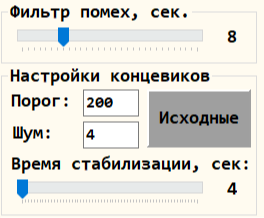 Фильтр помех, сек.
8
Настройки концевиков
Порог: 200
Исходные
Шум: 4
Время стабилизации, сек:
4